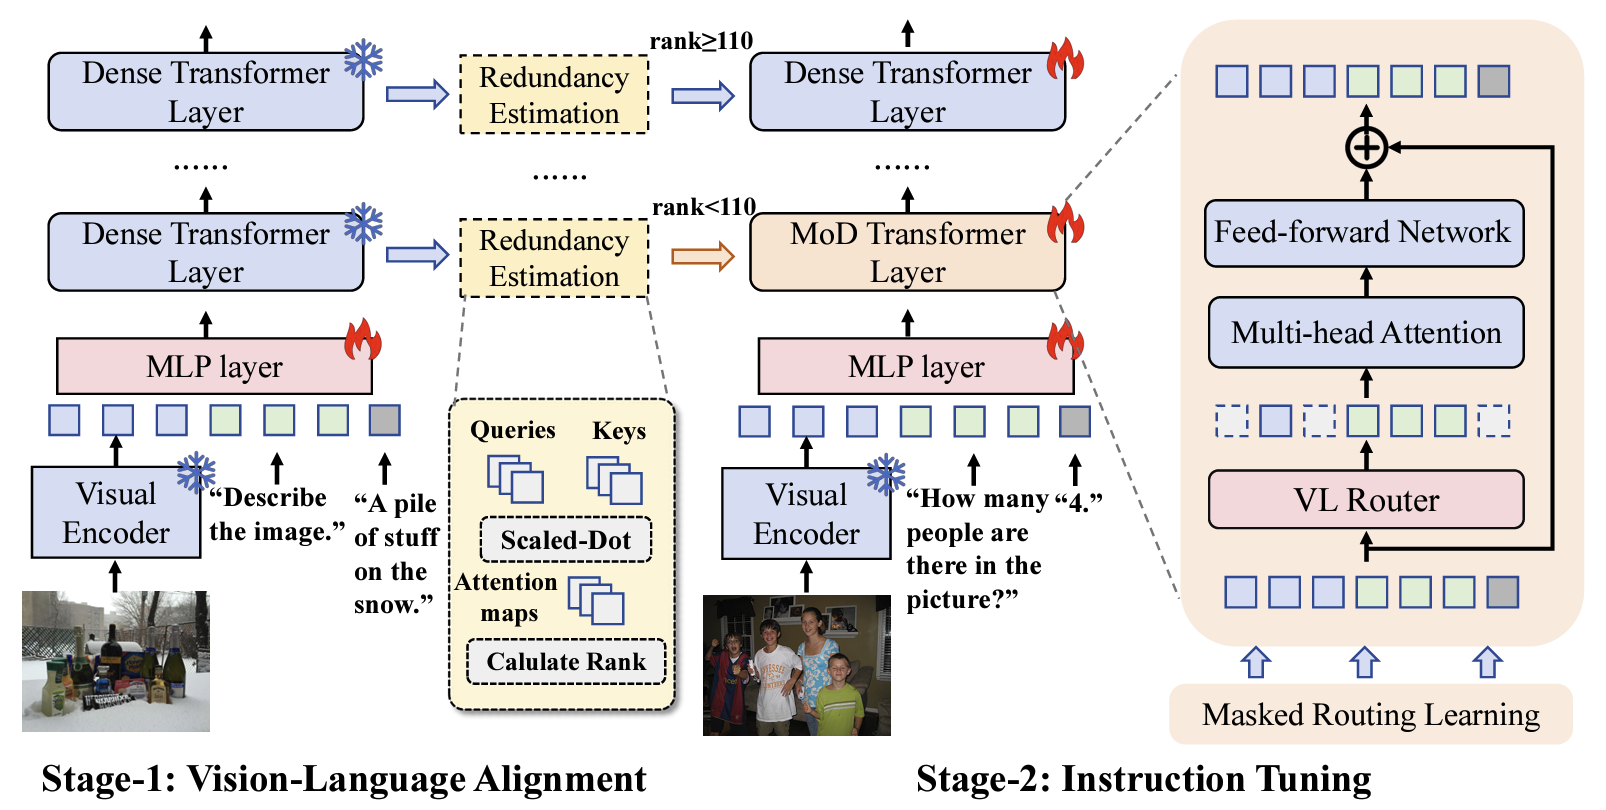 Dense Transformer
Layer
Redundancy
Estimation
rank≥110
Dense Transformer
Layer
……
……
……
Dense Transformer
Layer
Redundancy
Estimation
rank<110
MoD Transformer
Layer
MLP layer
MLP layer
Visual
Encoder
“Describe
the image.”
“A pile
of stuff
on the
snow.”
Queries
Keys
Scaled-Dot
Attention
maps
Calulate Rank
Visual
Encoder
“How many
people are
there in the
picture?”
“4.”
Feed-forward Network
Multi-head Attention
VL Router
Masked Routing Learning
Stage-1: Vision-Language Alignment
Stage-2: Instruction Tuning